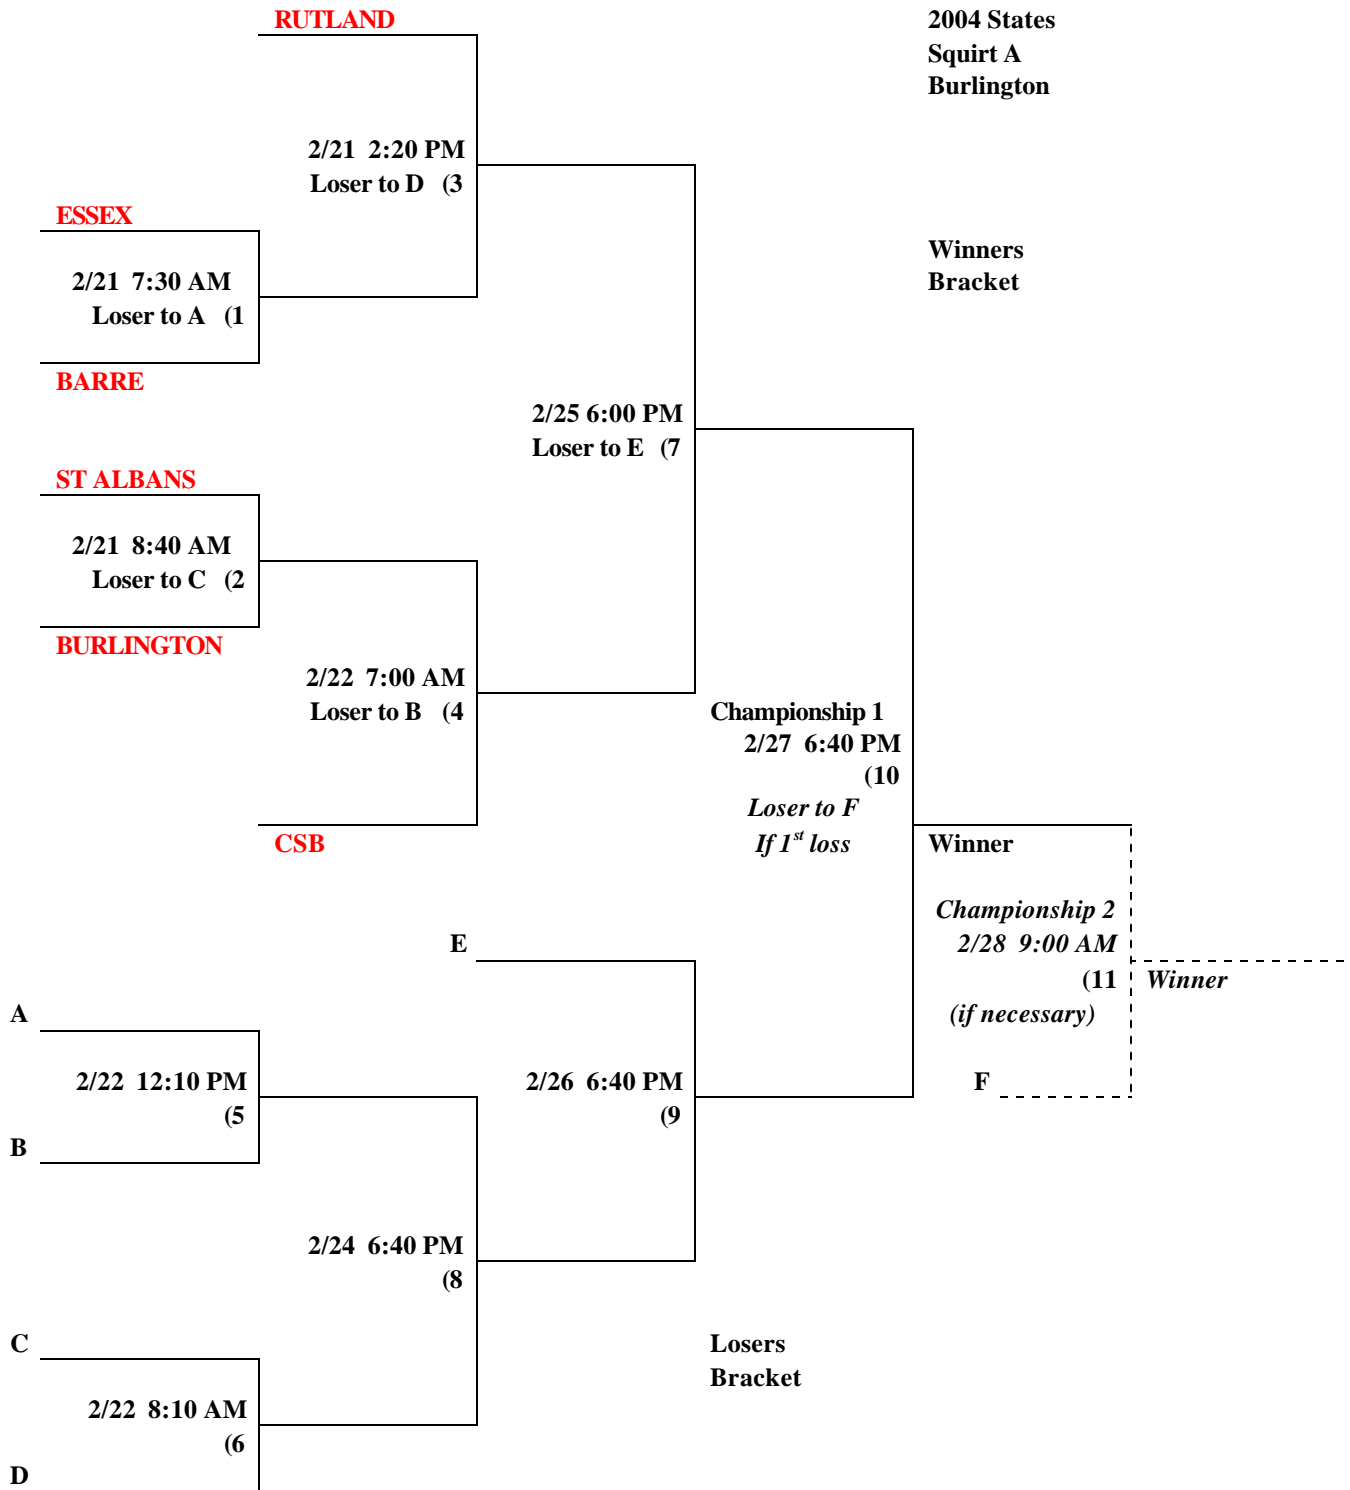 RUTLAND
2004 States
Squirt A
Burlington
2/21 2:20 PM
Loser to D (3
ESSEX
Winners
Bracket
2/21 7:30 AM
Loser to A (1
BARRE
2/25 6:00 PM
Loser to E (7
ST ALBANS
2/21 8:40 AM
Loser to C (2
BURLINGTON
2/22 7:00 AM
Loser to B (4
Championship 1
2/27 6:40 PM
(10
Loser to F
If 1st loss
CSB
Winner
Championship 2
2/28 9:00 AM
(11
(if necessary)
Winner
E
A
2/22 12:10 PM
(5
2/26 6:40 PM
(9
F
B
2/24 6:40 PM
(8
C
Losers
Bracket
2/22 8:10 AM
(6
D